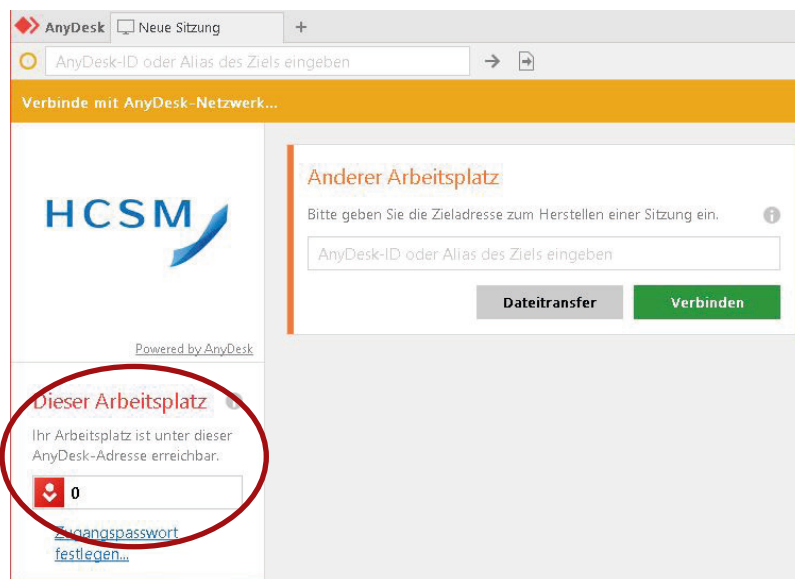 AnyDesk Neue Sitzung +
AnyDesk-ID oder Alias des Ziels eingeben
Verbinde mit AnyDesk-Netzwerk...
HCSM
Powered by AnyDesk
Anderer Arbeitsplatz
Bitte geben Sie die Zieladresse zum Herstellen einer Sitzung ein.
AnyDesk-ID oder Alias des Ziels eingeben
Dateitransfer Verbinden
Dieser Arbeitsplatz
Ihr Arbeitsplatz ist unter dieser
AnyDesk-Adresse erreichbar.
0
Zugangspasswort
festlegen...